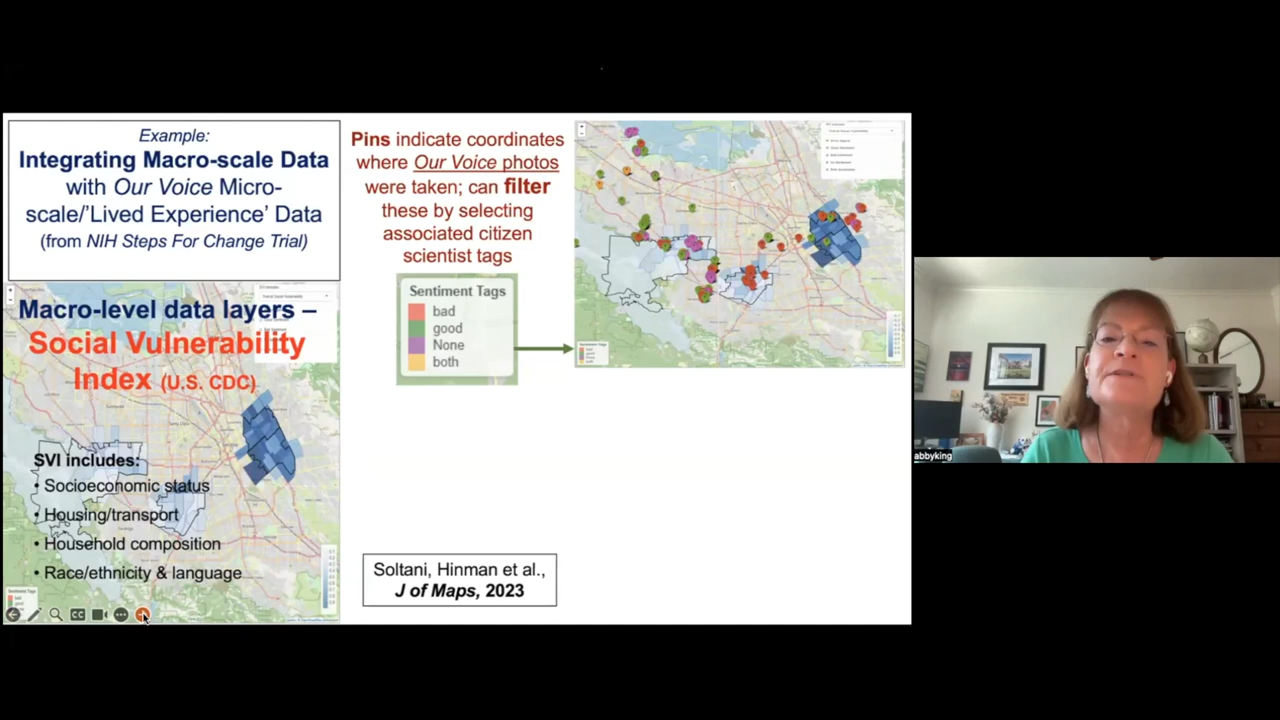 Example:
Integrating Macro-scale Data
with Our Voice Micro-
scale/'Lived Experience' Data
(from NIH Steps For Change Trial)
Macro-level data layers –
Social Vulnerability
Index (U.S. CDC)
SVI includes:
• Socioeconomic status
• Housing/transport
• Household composition
• Race/ethnicity & language
Pins indicate coordinates
where Our Voice photos
were taken; can filter
these by selecting
associated citizen
scientist tags
Sentiment Tags
bad
good
None
both
Soltani, Hinman et al.,
J of Maps, 2023
CC
abbyking